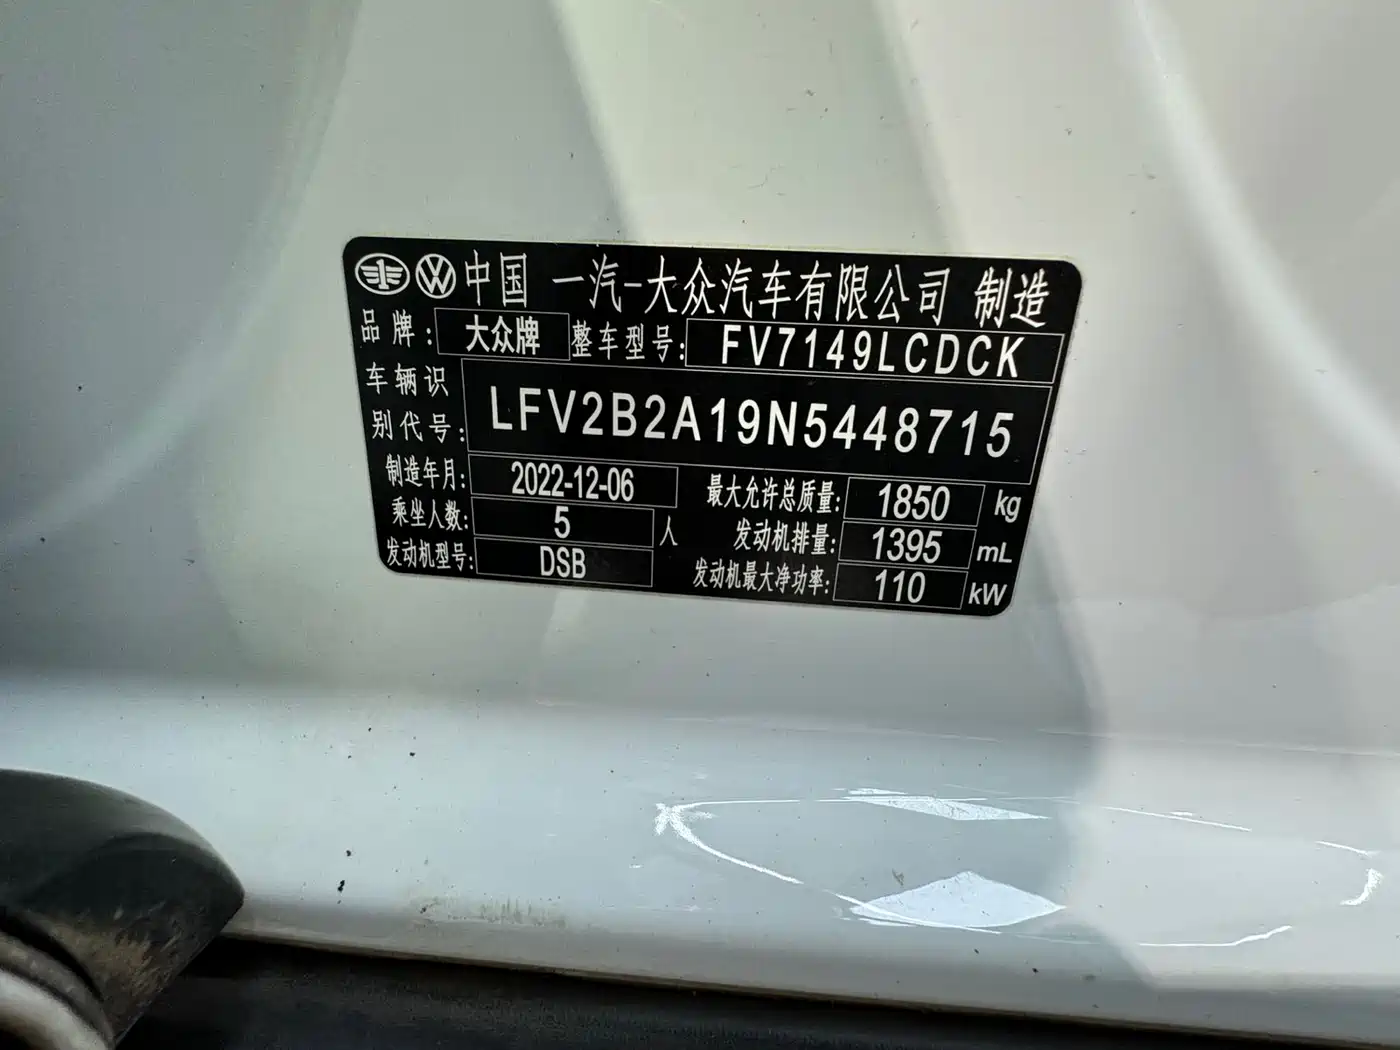 中国 一汽-大众汽车有限公司 制造
品牌: 大众牌 整车型号: FV7149LCDCK
车辆识别代号: LFV2B2A19N5448715
制造年月: 2022-12-06 最大允许总质量: 1850 kg
乘坐人数: 5 人 发动机排量: 1395 mL
发动机型号: DSB 发动机最大净功率: 110 kW